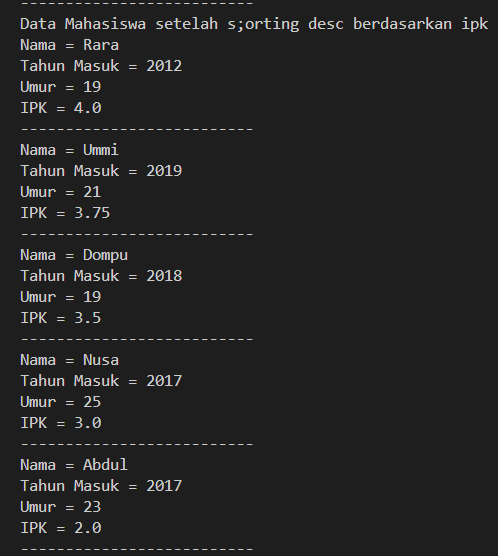 --------------------------
Data Mahasiswa setelah s;orting desc berdasarkan ipk
Nama = Rara
Tahun Masuk = 2012
Umur = 19
IPK = 4.0
--------------------------
Nama = Ummi
Tahun Masuk = 2019
Umur = 21
IPK = 3.75
--------------------------
Nama = Dompu
Tahun Masuk = 2018
Umur = 19
IPK = 3.5
--------------------------
Nama = Nusa
Tahun Masuk = 2017
Umur = 25
IPK = 3.0
--------------------------
Nama = Abdul
Tahun Masuk = 2017
Umur = 23
IPK = 2.0
--------------------------